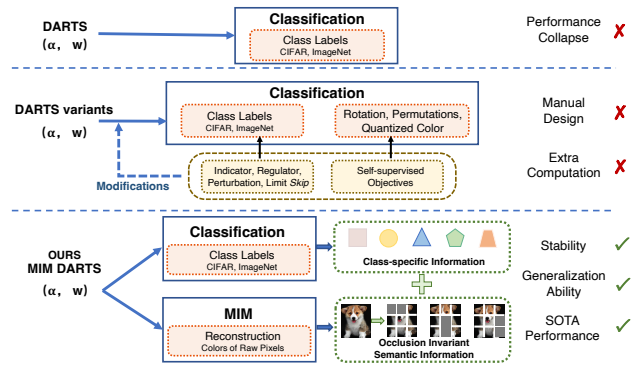 DARTS
(α, w)
Classification
Class Labels
CIFAR, ImageNet
Performance
Collapse
✗
DARTS variants
(α, w)
Modifications
Classification
Class Labels
CIFAR, ImageNet
Rotation, Permutations,
Quantized Color
Indicator, Regulator,
Perturbation, Limit Skip
Self-supervised
Objectives
Manual
Design
✗
Extra
Computation
✗
OURS
MIM DARTS
(α, w)
Classification
Class Labels
CIFAR, ImageNet
Class-specific Information
MIM
Reconstruction
Colors of Raw Pixels
Occlusion Invariant
Semantic Information
Stability
✓
Generalization
Ability
✓
SOTA
Performance
✓